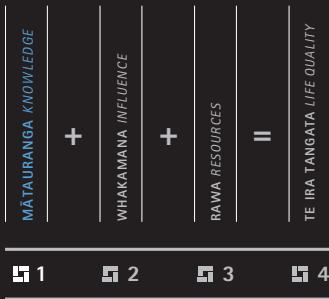 MĀTAURANGA KNOWLEDGE
+
WHAKAMANA INFLUENCE
+
RAWA RESOURCES
=
TE IRA TANGATA LIFE QUALITY
1
2
3
4